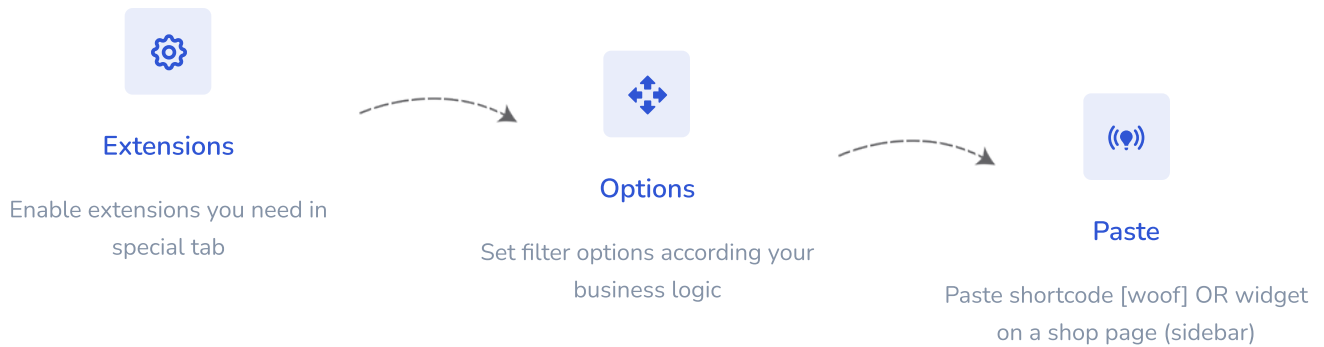 Extensions
Enable extensions you need in
special tab
Options
Set filter options according your
business logic
Paste
Paste shortcode [woof] OR widget
on a shop page (sidebar)